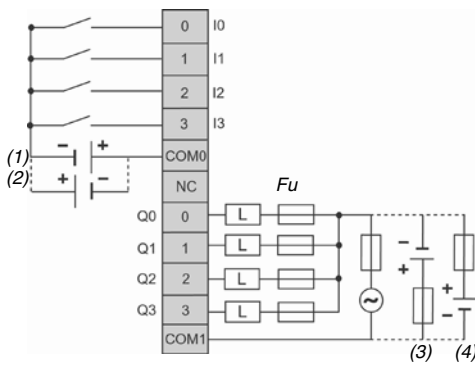 0 I0
1 I1
2 I2
3 I3
(1) - + COM0
(2) + -
NC
Fu
Q0 0 L
Q1 1 L
Q2 2 L
Q3 3 L
COM1
~
- +
+ -
(3) (4)